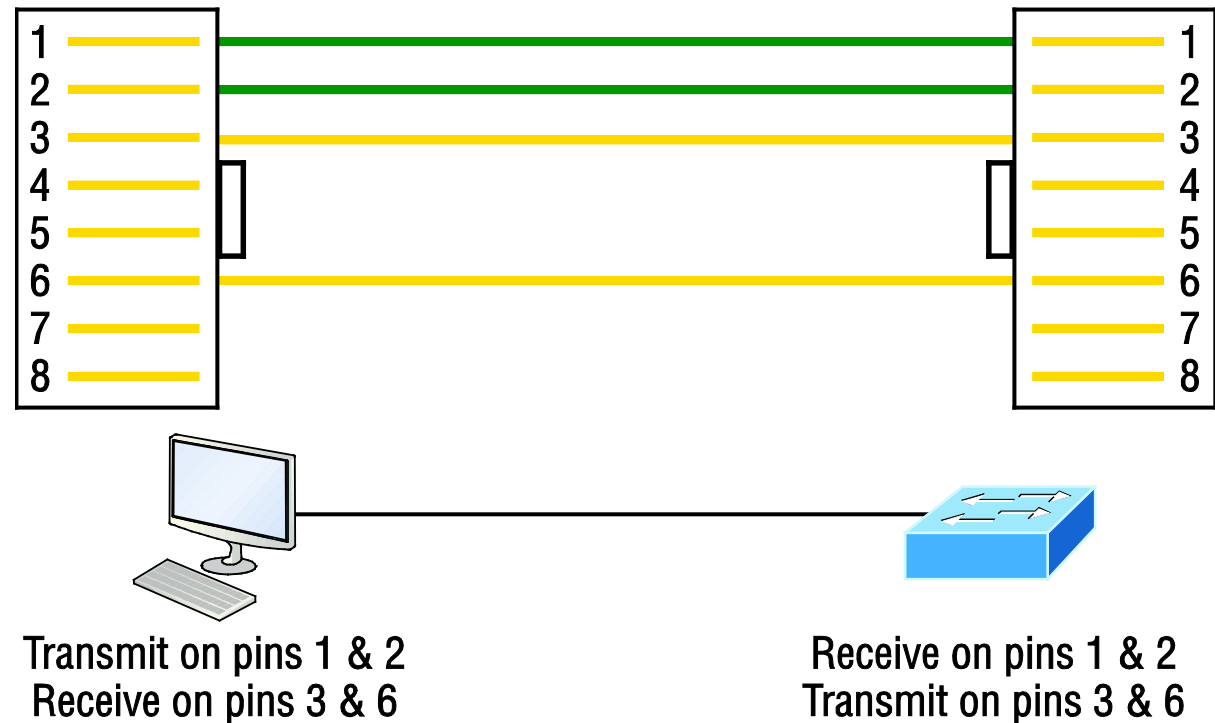 1 1
2 2
3 3
4 4
5 5
6 6
7 7
8 8
Transmit on pins 1 & 2
Receive on pins 3 & 6
Receive on pins 1 & 2
Transmit on pins 3 & 6